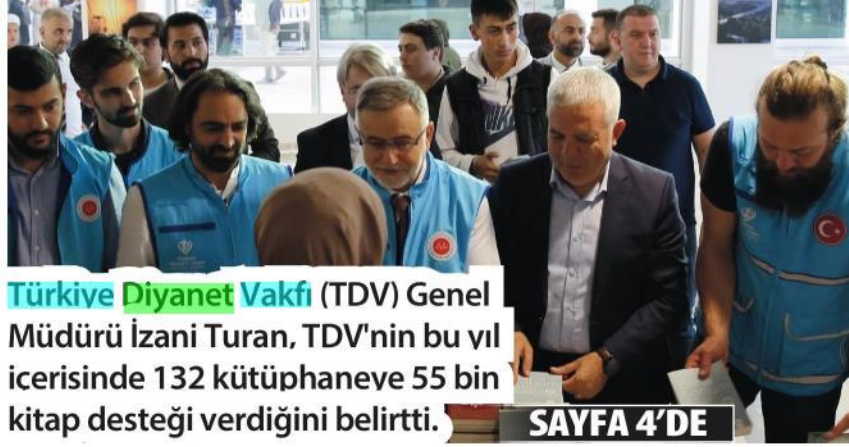 Türkiye Diyanet Vakfı (TDV) Genel
Müdürü İzani Turan, TDV'nin bu yıl
içerisinde 132 kütüphaneye 55 bin
kitap desteği verdiğini belirtti.
SAYFA 4'DE